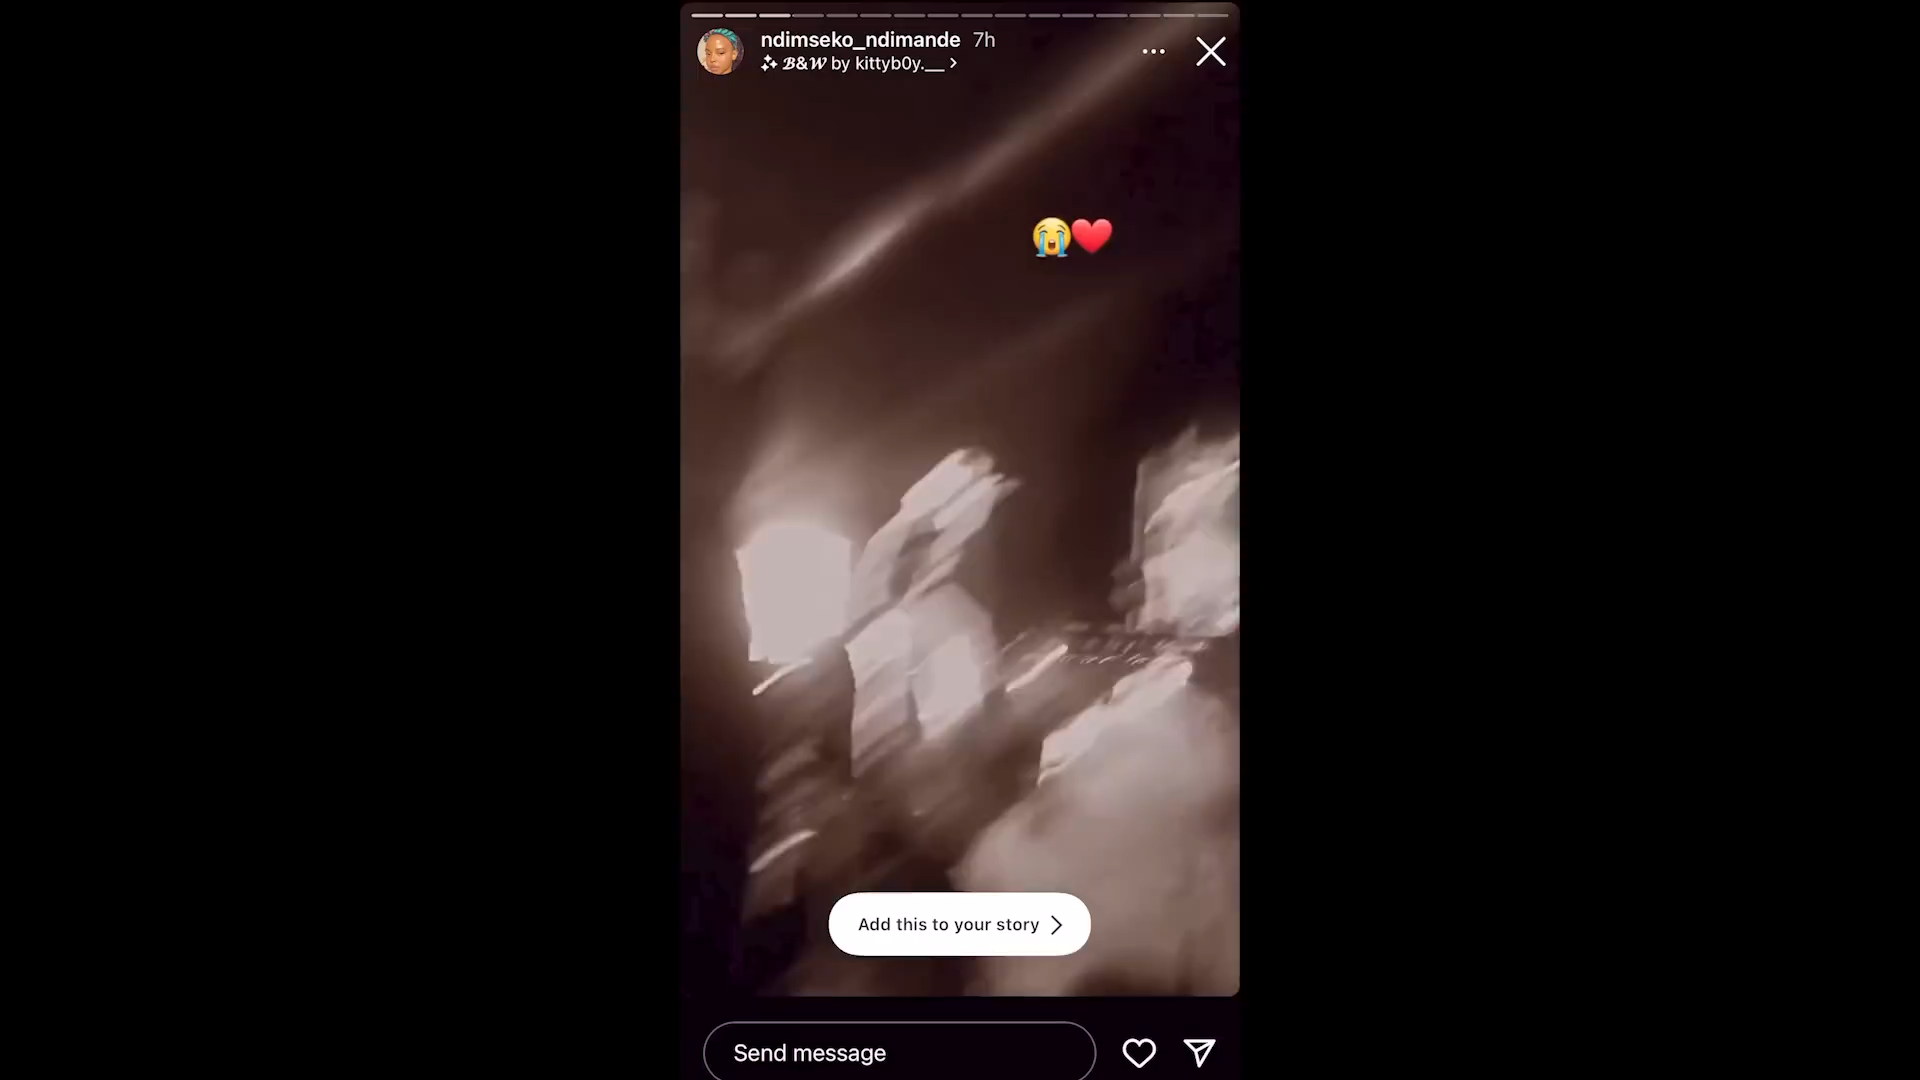 ndimseko_ndimande 7h
𝓑&𝓦 by kittyb0y.__
Add this to your story
Send message